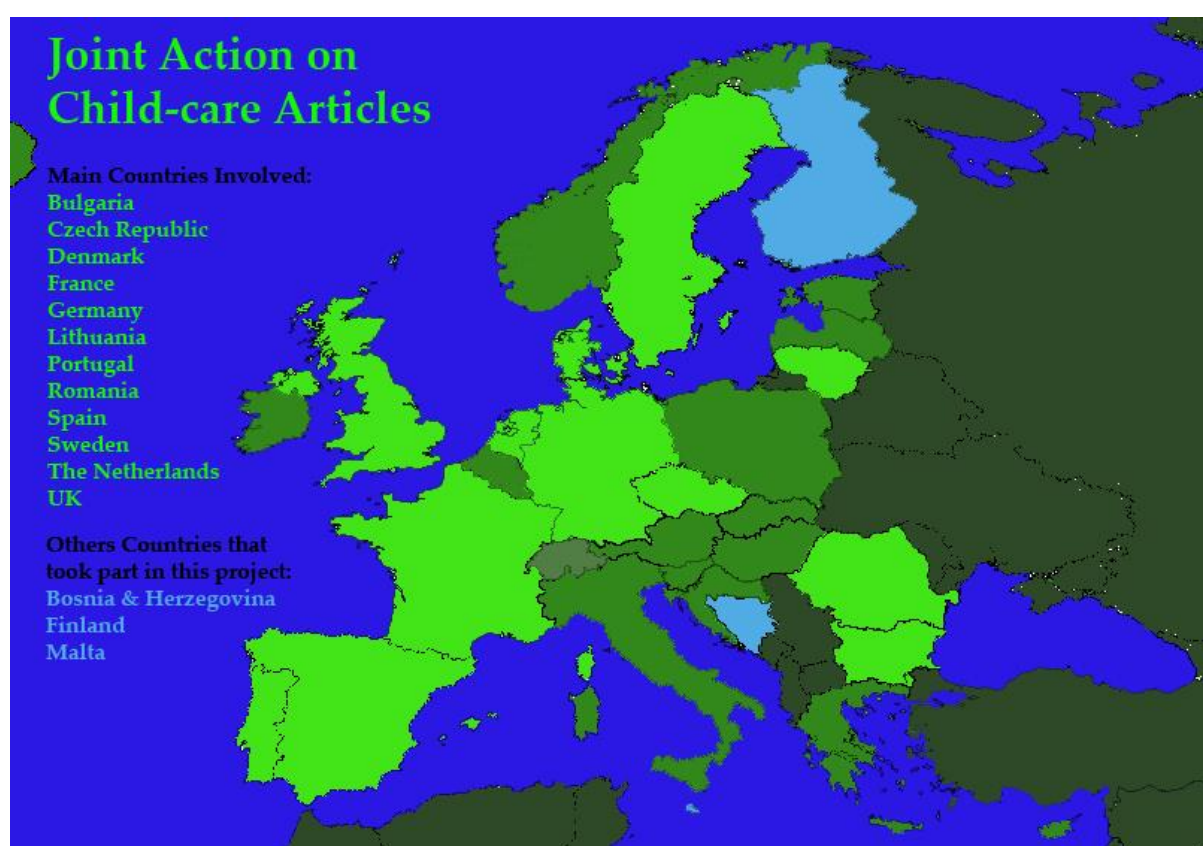 Joint Action on
Child-care Articles
Main Countries Involved:
Bulgaria
Czech Republic
Denmark
France
Germany
Lithuania
Portugal
Romania
Spain
Sweden
The Netherlands
UK
Others Countries that
took part in this project:
Bosnia & Herzegovina
Finland
Malta